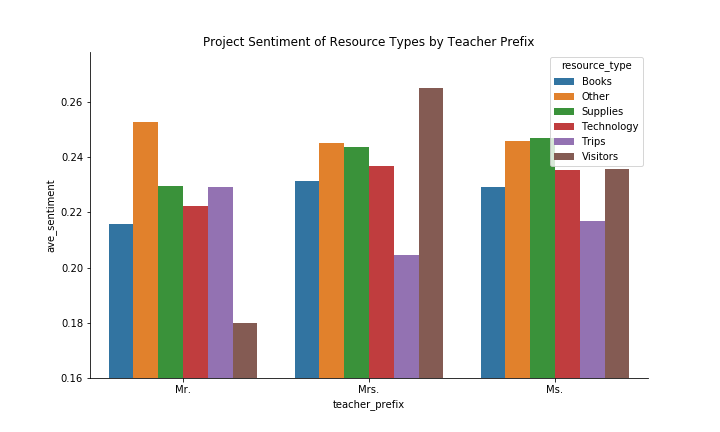 Project Sentiment of Resource Types by Teacher Prefix
resource_type
Books
Other
Supplies
Technology
Trips
Visitors
ave_sentiment
0.26
0.24
0.22
0.20
0.18
0.16
Mr.
Mrs.
Ms.
teacher_prefix